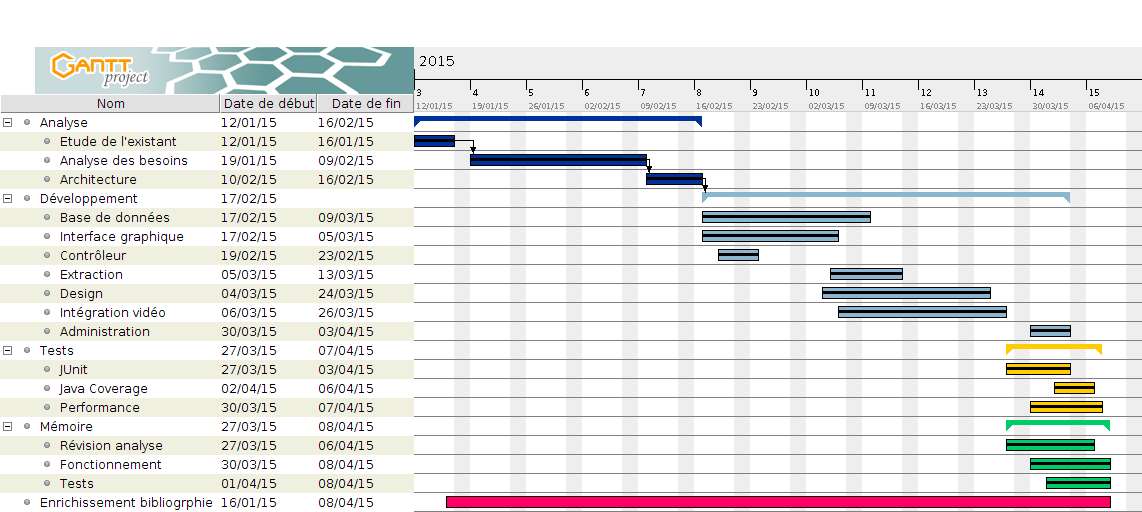 GANTT
project
2015
3 4 5 6 7 8 9 10 11 12 13 14 15
Nom Date de début Date de fin 12/01/15 19/01/15 26/01/15 02/02/15 09/02/15 16/02/15 23/02/15 02/03/15 09/03/15 16/03/15 23/03/15 30/03/15 06/04/15
Analyse 12/01/15 16/02/15
Etude de l'existant 12/01/15 16/01/15
Analyse des besoins 19/01/15 09/02/15
Architecture 10/02/15 16/02/15
Développement 17/02/15
Base de données 17/02/15 09/03/15
Interface graphique 17/02/15 05/03/15
Contrôleur 19/02/15 23/02/15
Extraction 05/03/15 13/03/15
Design 04/03/15 24/03/15
Intégration vidéo 06/03/15 26/03/15
Administration 30/03/15 03/04/15
Tests 27/03/15 07/04/15
JUnit 27/03/15 03/04/15
Java Coverage 02/04/15 06/04/15
Performance 30/03/15 07/04/15
Mémoire 27/03/15 08/04/15
Révision analyse 27/03/15 06/04/15
Fonctionnement 30/03/15 08/04/15
Tests 01/04/15 08/04/15
Enrichissement bibliogrphie 16/01/15 08/04/15